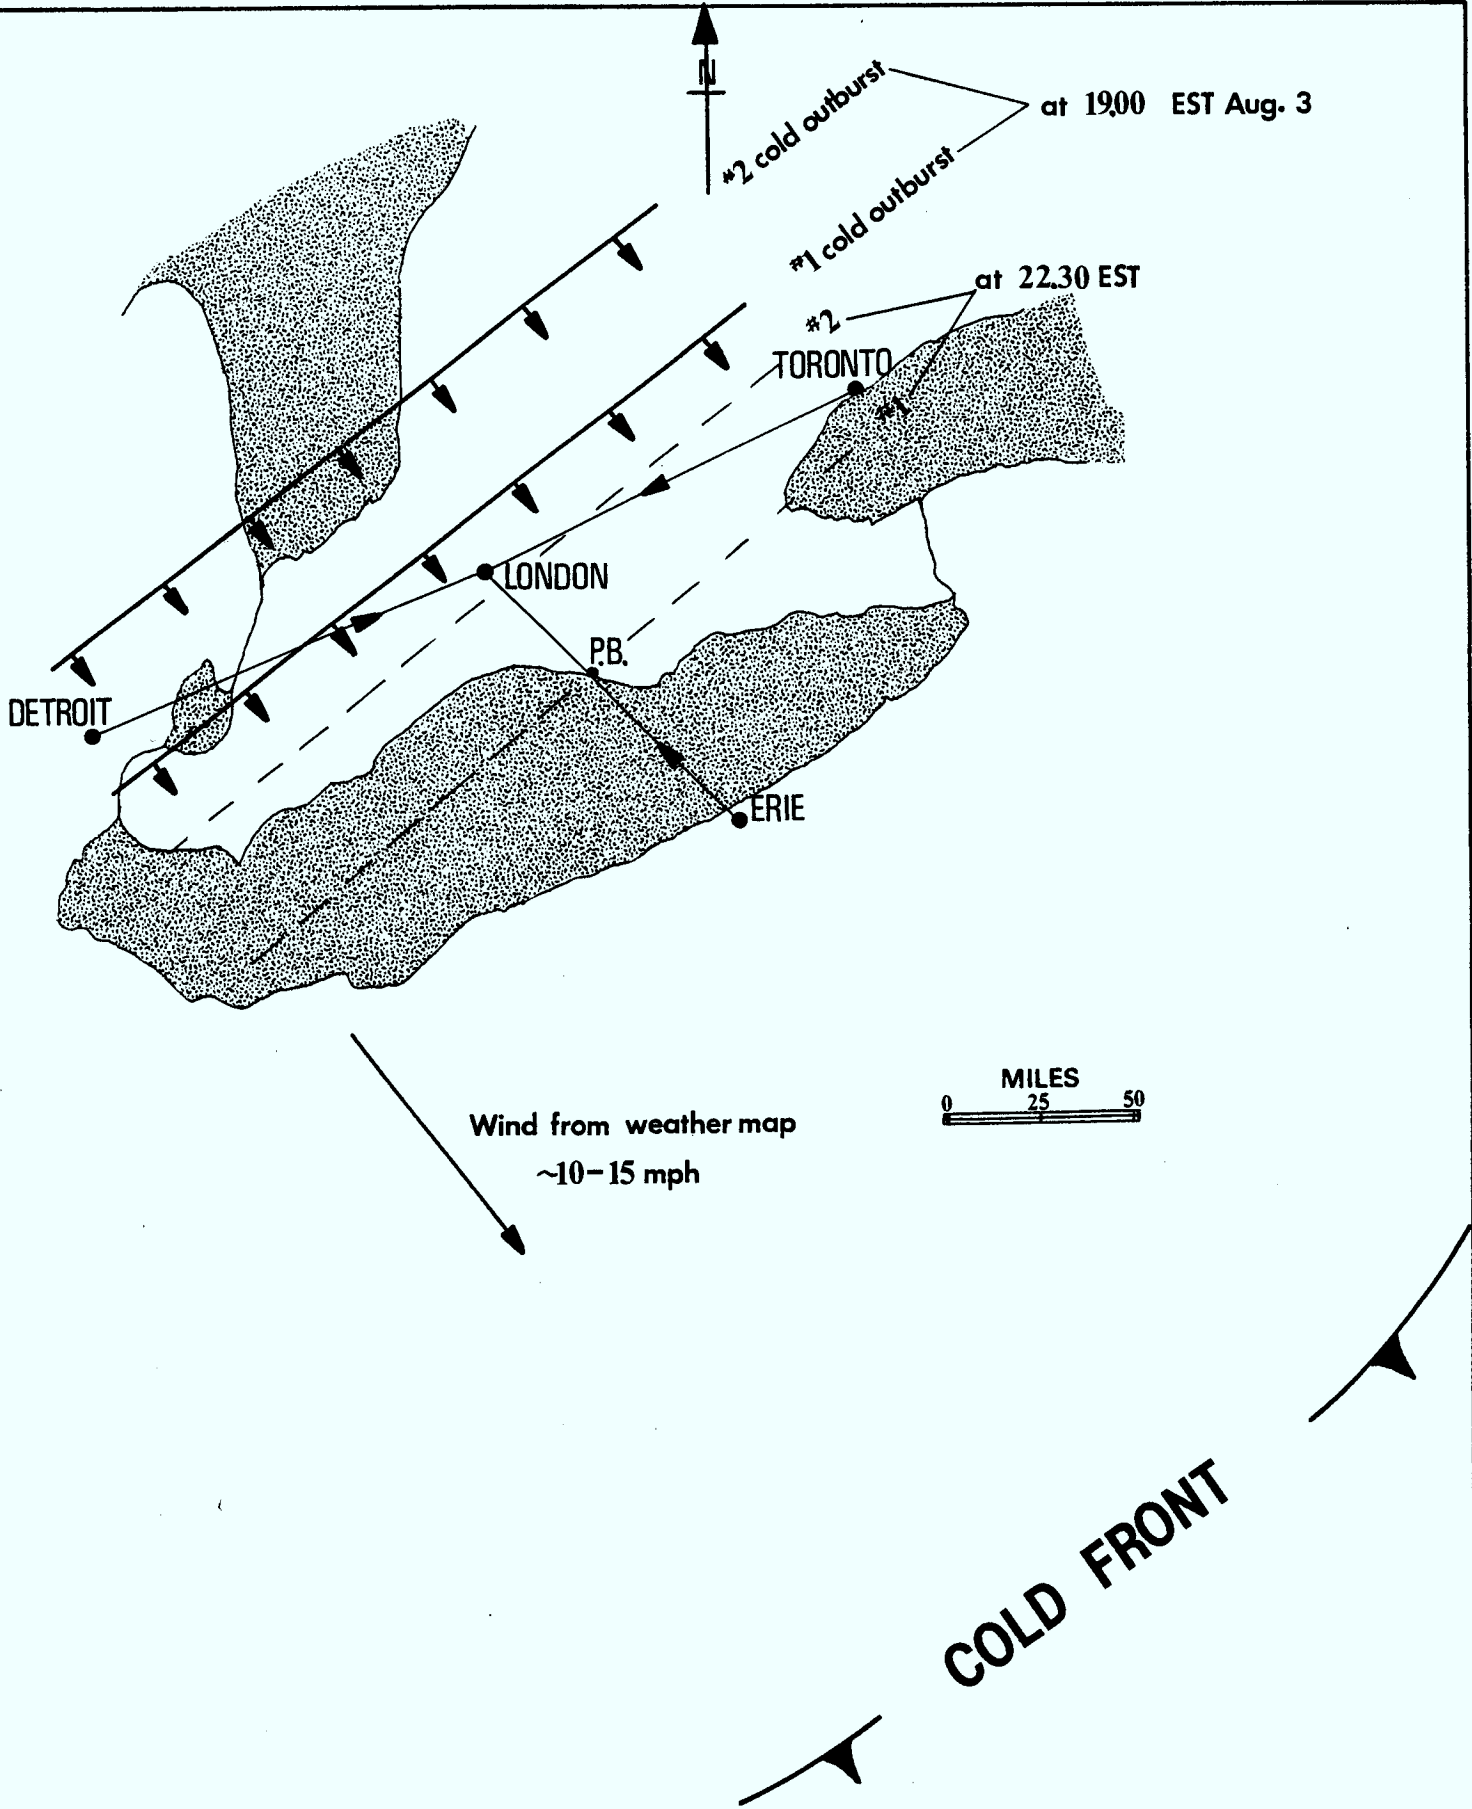 N
#2 cold outburst
at 19.00 EST Aug. 3
#1 cold outburst
at 22.30 EST
#2
TORONTO
#1
LONDON
P.B.
DETROIT
ERIE
MILES
0 25 50
Wind from weather map
~10-15 mph
COLD FRONT